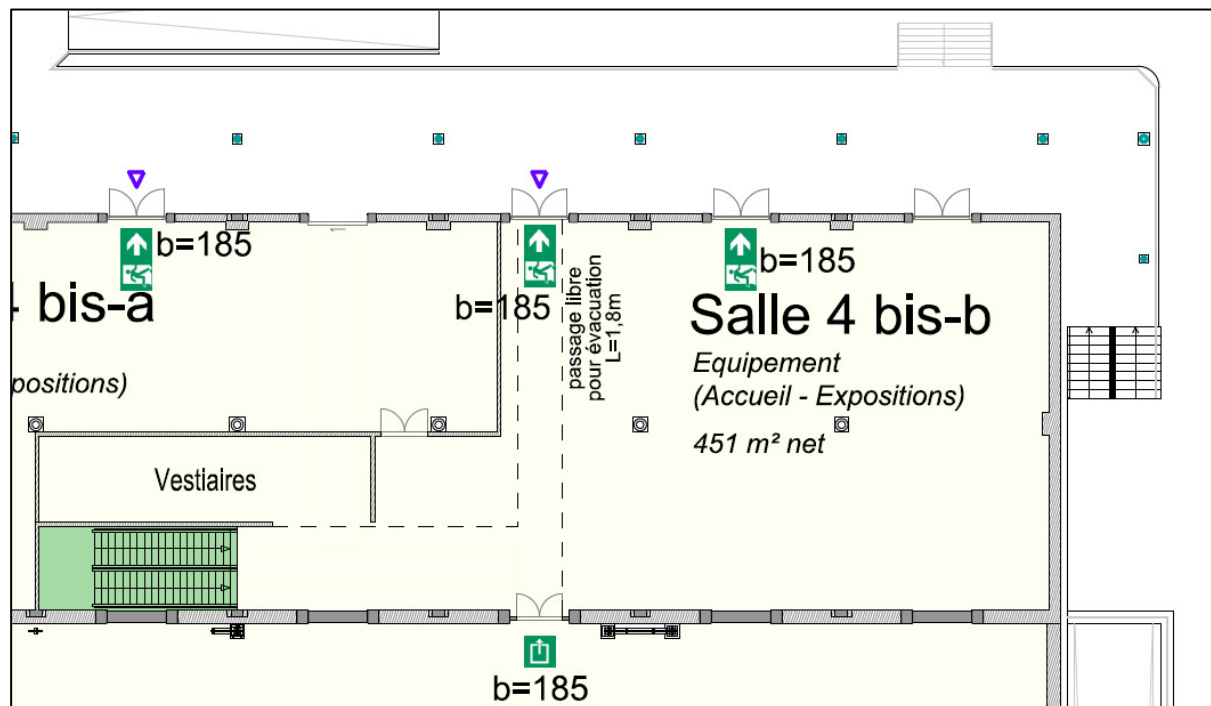 b=185
b=185
b=185
bis-a
positions)
passage libre
pour évacuation
L=1,8m
Salle 4 bis-b
Equipement
(Accueil - Expositions)
451 m² net
Vestiaires
b=185